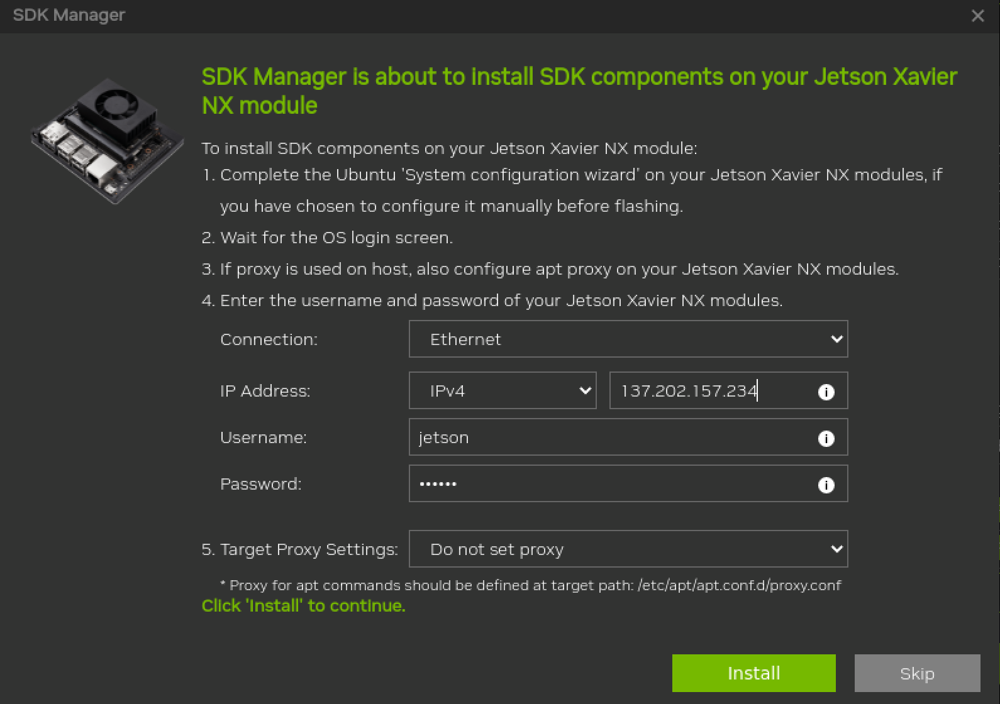 SDK Manager
SDK Manager is about to install SDK components on your Jetson Xavier
NX module
To install SDK components on your Jetson Xavier NX module:
1. Complete the Ubuntu 'System configuration wizard' on your Jetson Xavier NX modules, if
you have chosen to configure it manually before flashing.
2. Wait for the OS login screen.
3. If proxy is used on host, also configure apt proxy on your Jetson Xavier NX modules.
4. Enter the username and password of your Jetson Xavier NX modules.
Connection: Ethernet
IP Address: IPv4 137.202.157.234
Username: jetson
Password: ••••••
5. Target Proxy Settings: Do not set proxy
* Proxy for apt commands should be defined at target path: /etc/apt/apt.conf.d/proxy.conf
Click 'Install' to continue.
Install Skip